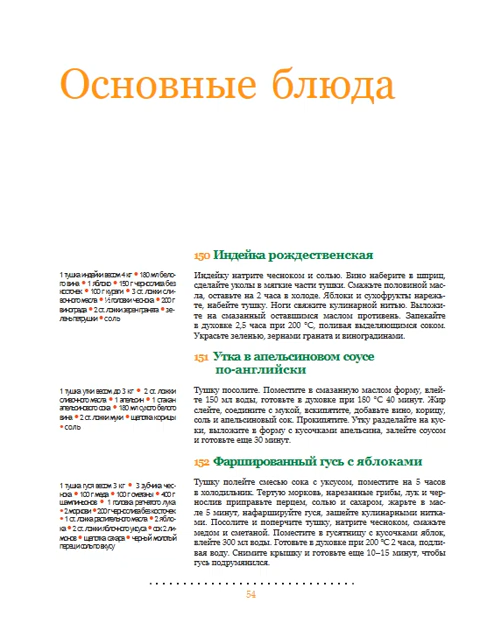 Основные блюда
150 Индейка рождественская
1 тушка индейки весом 4 кг • 180 мл бело-
го вина • 1 яблоко • 150 г чернослива без
косточек • 100 г кураги • 3 ст. ложки сли-
вочного масла • ½ головки чеснока • 200 г
винограда • 2 ст. ложки зерен граната • зе-
лень петрушки • соль
Индейку натрите чесноком и солью. Вино наберите в шприц,
сделайте уколы в мягкие части тушки. Смажьте половиной мас-
ла, оставьте на 2 часа в холоде. Яблоки и сухофрукты нарежь-
те, набейте тушку. Ноги свяжите кулинарной нитью. Выложи-
те на смазанный оставшимся маслом противень. Запекайте
в духовке 2,5 часа при 200 °С, поливая выделяющимся соком.
Украсьте зеленью, зернами граната и виноградинами.
151 Утка в апельсиновом соусе
по-английски
1 тушка утки весом до 3 кг • 2 ст. ложки
сливочного масла • 1 апельсин • 1 стакан
апельсинового сока • 180 мл сухого белого
вина • 2 ст. ложки муки • щепотка корицы
• соль
Тушку посолите. Поместите в смазанную маслом форму, влей-
те 150 мл воды, готовьте в духовке при 180 °С 40 минут. Жир
слейте, соедините с мукой, вскипятите, добавьте вино, корицу,
соль и апельсиновый сок. Прокипятите. Утку разделайте на кус-
ки, выложите в форму с кусочками апельсина, залейте соусом
и готовьте еще 30 минут.
152 Фаршированный гусь с яблоками
1 тушка гуся весом 3 кг • 3 зубчика чес-
нока • 100 г меда • 100 г сметаны • 400 г
шампиньонов • 1 головка репчатого лука
• 2 моркови • 200 г чернослива без косточек
• 1 ст. ложка растительного масла • 2 ябло-
ка • 2 ст. ложки яблочного уксуса • сок 2 ли-
монов • щепотка сахара • черный молотый
перец и соль по вкусу
Тушку полейте смесью сока с уксусом, поместите на 5 часов
в холодильник. Тертую морковь, нарезанные грибы, лук и чер-
нослив приправьте перцем, солью и сахаром, жарьте в мас-
ле 5 минут, нафаршируйте гуся, зашейте кулинарными нитка-
ми. Посолите и поперчите тушку, натрите чесноком, смажьте
медом и сметаной. Поместите в гусятницу с кусочками яблок,
влейте 300 мл воды. Готовьте в духовке при 200 °С 2 часа, подли-
вая воду. Снимите крышку и готовьте еще 10–15 минут, чтобы
гусь подрумянился.
54